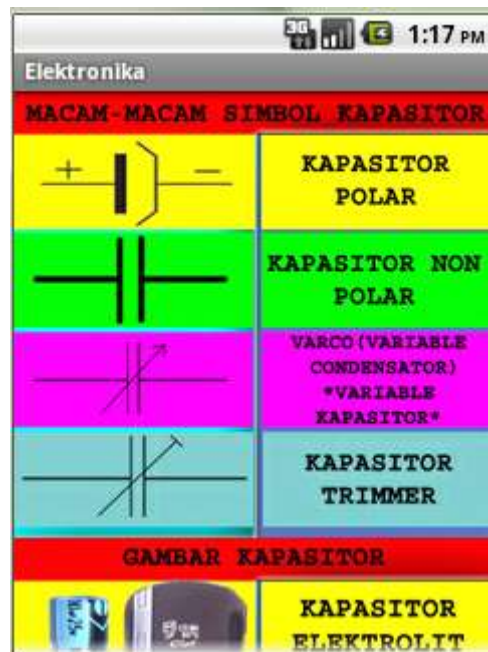 3G 1:17 PM
Elektronika
MACAM-MACAM SIMBOL KAPASITOR
+ −
KAPASITOR
POLAR
KAPASITOR NON
POLAR
VARCO(VARIABLE
CONDENSATOR)
*VARIABLE
KAPASITOR*
KAPASITOR
TRIMMER
GAMBAR KAPASITOR
KAPASITOR
ELEKTROLIT